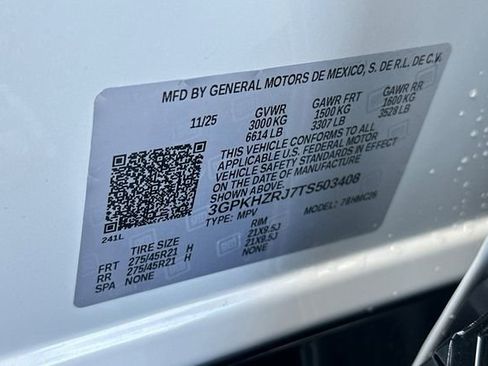 MFD BY GENERAL MOTORS DE MEXICO, S. DE R.L. DE C.V.
11/25 GVWR GAWR FRT GAWR RR
3000 KG 1500 KG 1600 KG
6614 LB 3307 LB 3528 LB
THIS VEHICLE CONFORMS TO ALL
APPLICABLE U.S. FEDERAL MOTOR
VEHICLE SAFETY STANDARDS IN EFFECT
ON THE DATE OF MANUFACTURE
SHOWN ABOVE.
3GPKHZRJ7TS503408
TYPE: MPV MODEL:
241L
TIRE SIZE RIM
FRT 275/45R21 H 21X9.5J
RR 275/45R21 H 21X9.5J
SPA NONE NONE